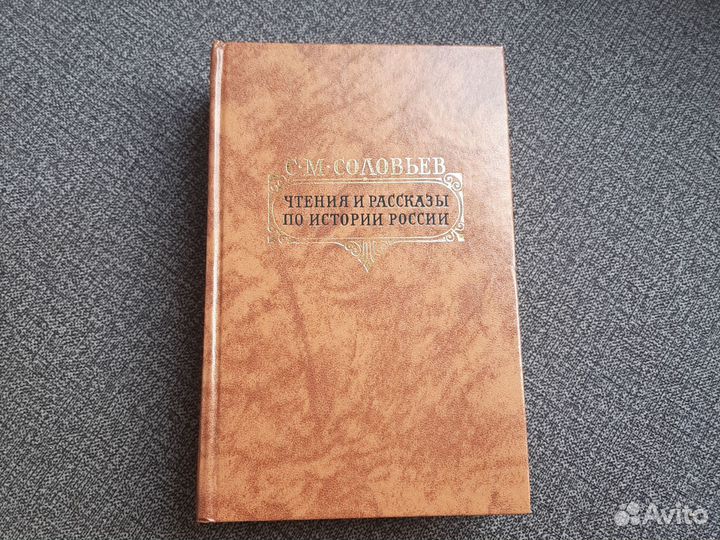 С·М·СОЛОВЬЕВ
ЧТЕНИЯ И РАССКАЗЫ
ПО ИСТОРИИ РОССИИ
Avito